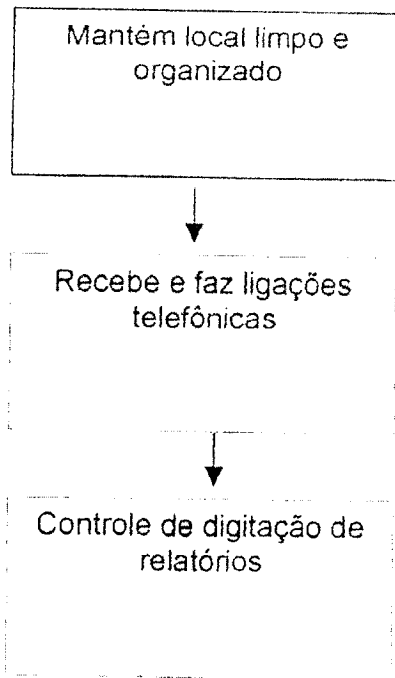 Mantém local limpo e
organizado
Recebe e faz ligações
telefônicas
Controle de digitação de
relatórios